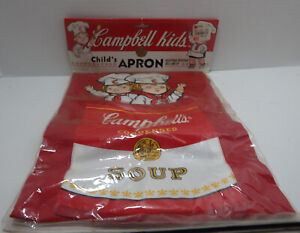 Campbell Kids
Child's APRON
Campbell's
CONDENSED
SOUP